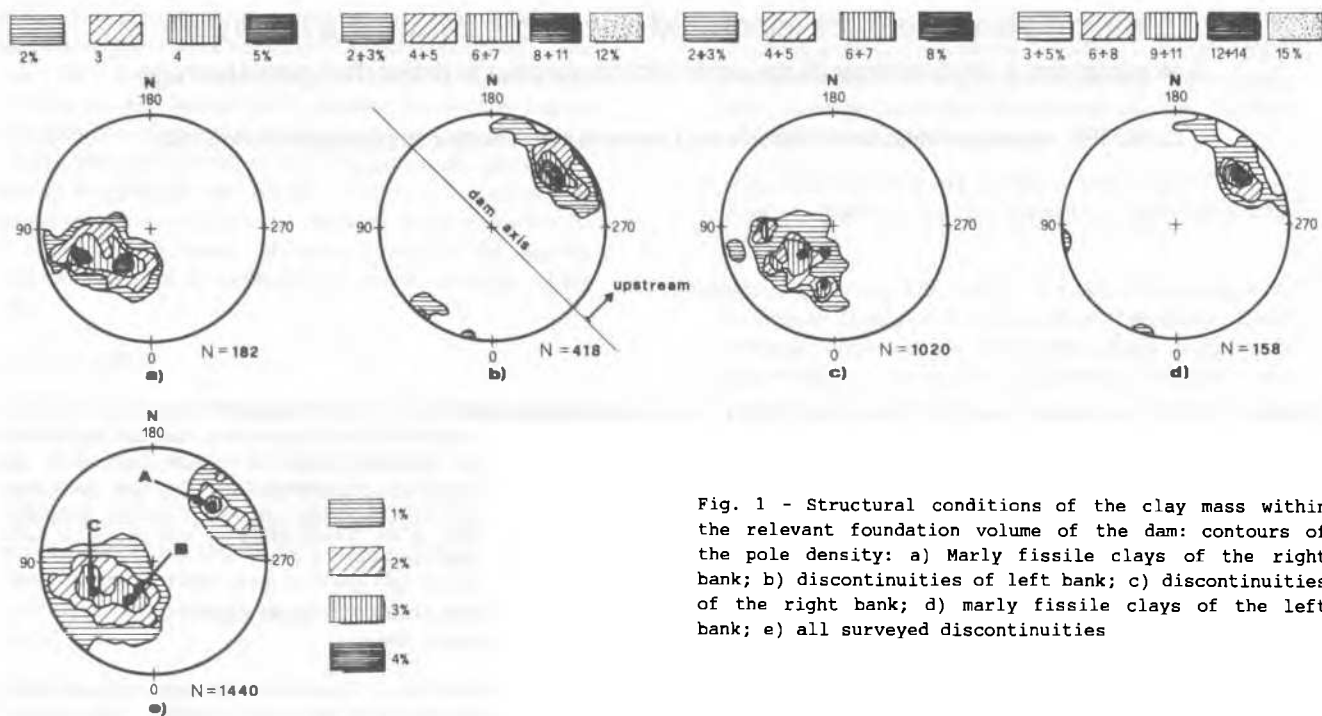 2% 3 4 5% 2+3% 4+5 6+7 8+11 12% 2+3% 4+5 6+7 8% 3+5% 6+8 9+11 12+14 15%
N N N N
180 180 180 180
90 90 270 90 270 90 270
dam axis
upstream
0 0 0 0
N = 182 N = 418 N = 1020 N = 158
a) b) c) d)
N
180
A
C B
90 270
0 N = 1440
e)
1%
2%
3%
4%
Fig. 1 - Structural conditions of the clay mass within
the relevant foundation volume of the dam: contours of
the pole density: a) Marly fissile clays of the right
bank; b) discontinuities of left bank; c) discontinuities
of the right bank; d) marly fissile clays of the left
bank; e) all surveyed discontinuities